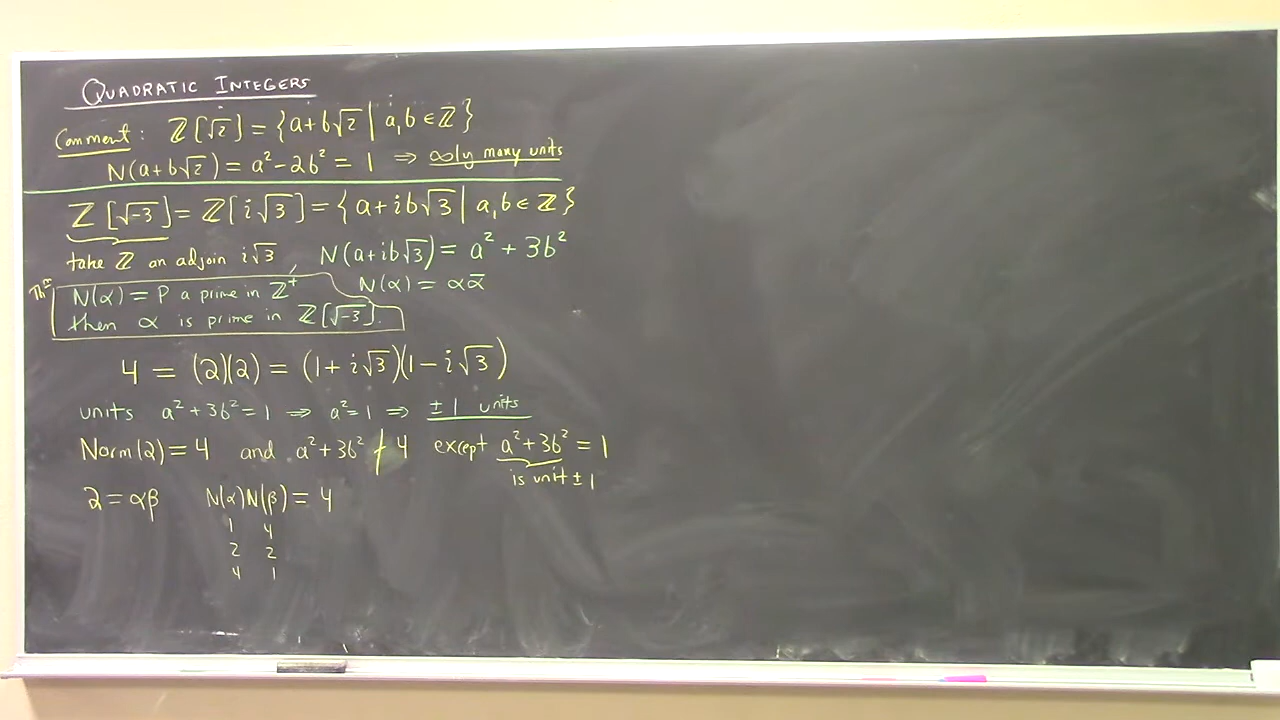 QUADRATIC INTEGERS
Comment: ℤ[√2] = {a+b√2 | a,b ∈ ℤ}
N(a+b√2) = a² - 2b² = 1 ⇒ ∞ly many units
ℤ[√-3] = ℤ[i√3] = {a+ib√3 | a,b ∈ ℤ}
take ℤ an adjoin i√3, N(a+ib√3) = a² + 3b²
Thm N(α) = p a prime in ℤ⁺ N(α) = αᾱ
then α is prime in ℤ[√-3].
4 = (2)(2) = (1+i√3)(1-i√3)
units a²+3b²=1 ⇒ a²=1 ⇒ ±1 units
Norm(2) = 4 and a²+3b² ∤ 4 except a²+3b² = 1
is unit ±1
2 = αβ N(α)N(β) = 4
1 4
2 2
4 1